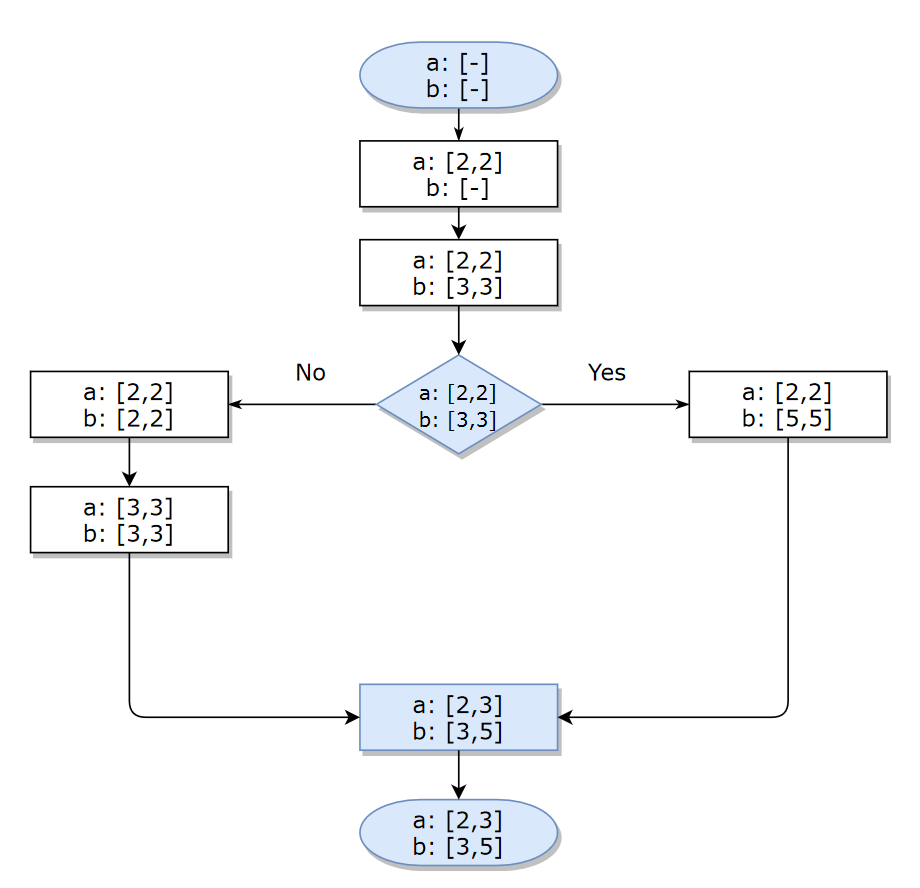 a: [-]
b: [-]
a: [2,2]
b: [-]
a: [2,2]
b: [3,3]
No
Yes
a: [2,2]
b: [2,2]
a: [2,2]
b: [3,3]
a: [2,2]
b: [5,5]
a: [3,3]
b: [3,3]
a: [2,3]
b: [3,5]
a: [2,3]
b: [3,5]